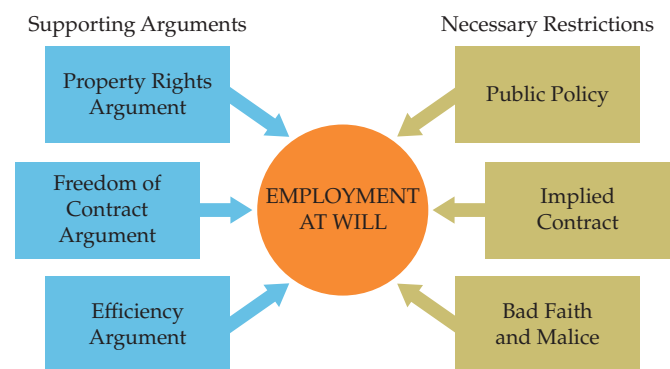 Supporting Arguments
Necessary Restrictions
Property Rights
Argument
Freedom of
Contract
Argument
Efficiency
Argument
EMPLOYMENT
AT WILL
Public Policy
Implied
Contract
Bad Faith
and Malice